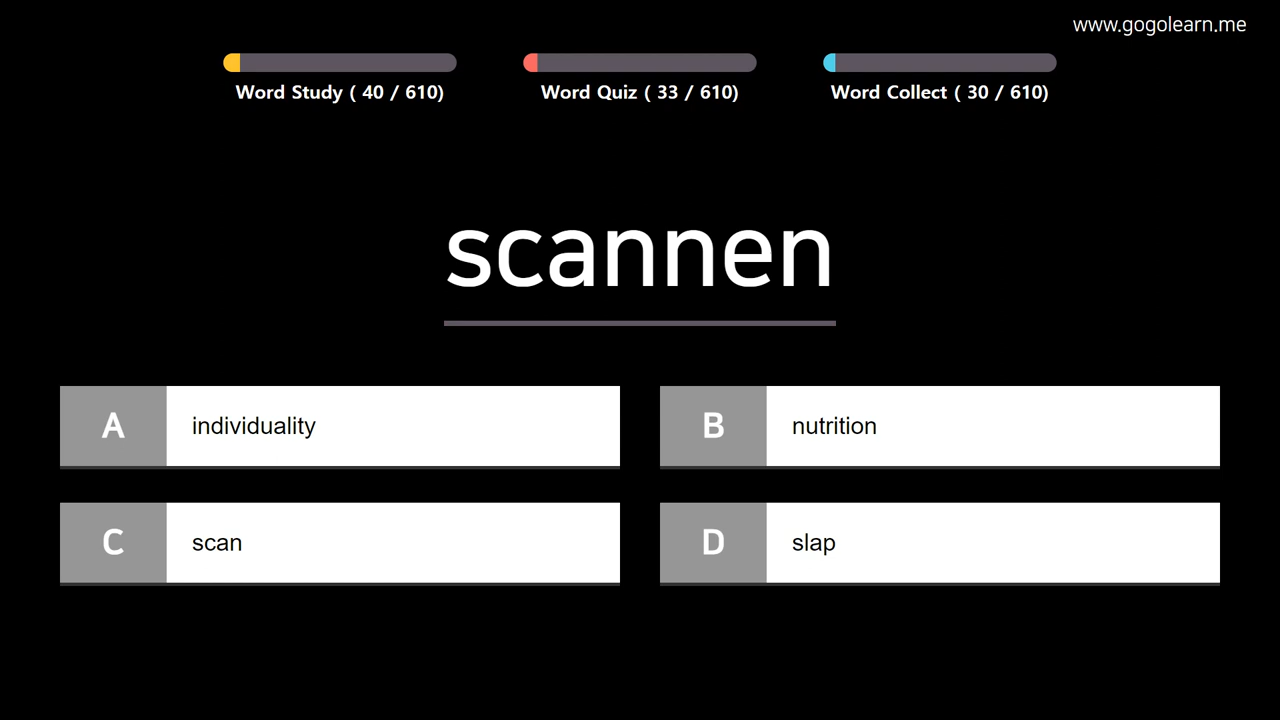 www.gogolearn.me
Word Study ( 40 / 610)
Word Quiz ( 33 / 610)
Word Collect ( 30 / 610)
scannen
A individuality
B nutrition
C scan
D slap